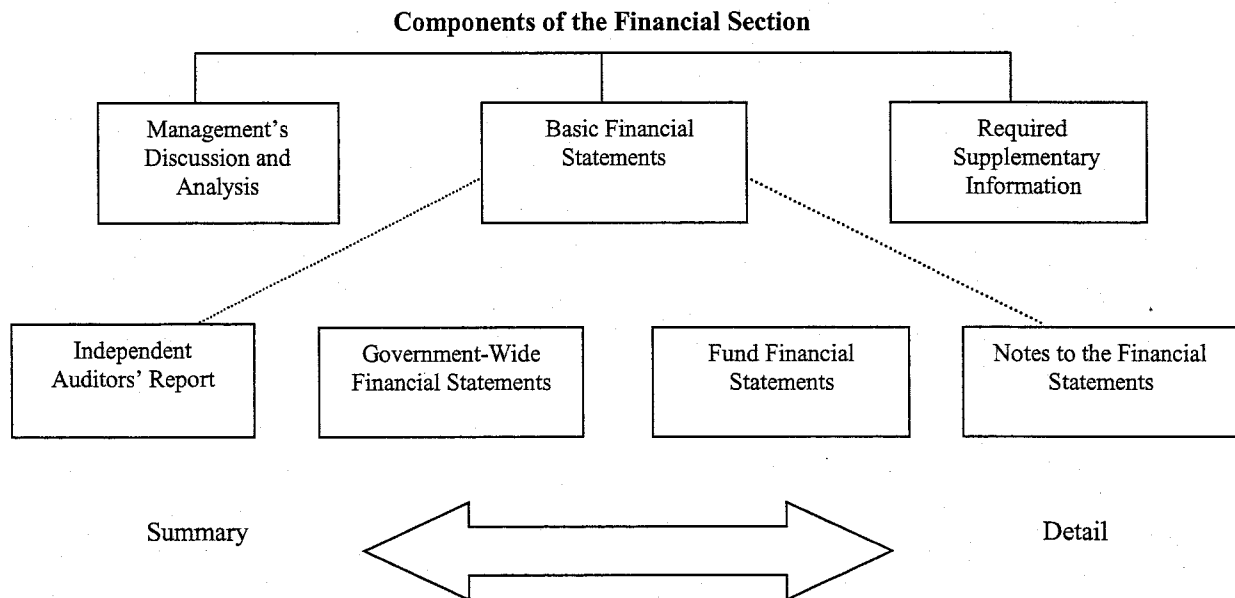 Components of the Financial Section
Management's
Discussion and
Analysis
Basic Financial
Statements
Required
Supplementary
Information
Independent
Auditors' Report
Government-Wide
Financial Statements
Fund Financial
Statements
Notes to the Financial
Statements
Summary
Detail